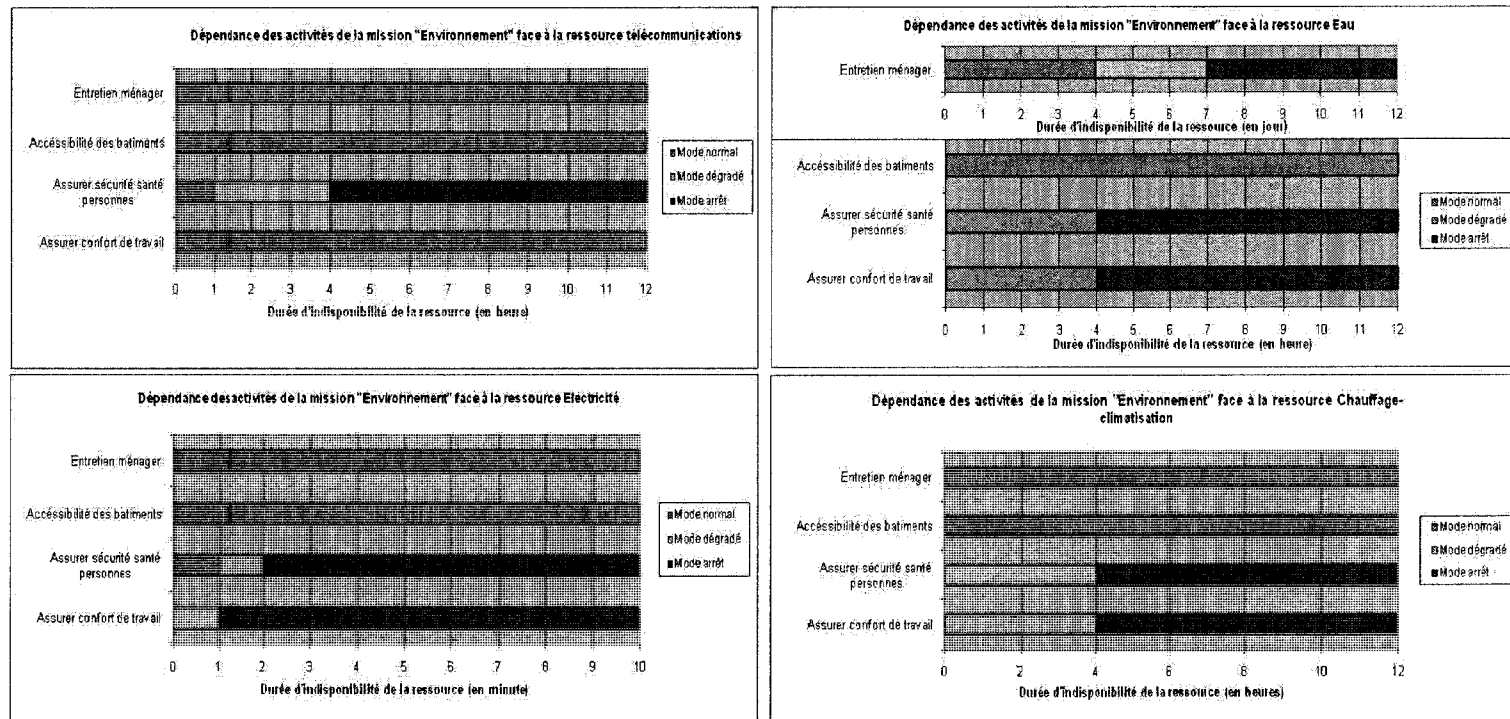 Dépendance des activités de la mission "Environnement" face à la ressource télécommunications
Entretien ménager
Accéssibilité des batiments
Assurer sécurité santé
personnes
Assurer confort de travail
0 1 2 3 4 5 6 7 8 9 10 11 12
Durée d'indisponibilité de la ressource (en heure)
Mode normal
Mode dégradé
Mode arrêt
Dépendance des activités de la mission "Environnement" face à la ressource Eau
Entretien ménager
0 1 2 3 4 5 6 7 8 9 10 11 12
Durée d'indisponibilité de la ressource (en jour)
Accéssibilité des batiments
Assurer sécurité santé
personnes
Assurer confort de travail
0 1 2 3 4 5 6 7 8 9 10 11 12
Durée d'indisponibilité de la ressource (en heure)
Mode normal
Mode dégradé
Mode arrêt
Dépendance des activités de la mission "Environnement" face à la ressource Electricité
Entretien ménager
Accéssibilité des batiments
Assurer sécurité santé
personnes
Assurer confort de travail
0 1 2 3 4 5 6 7 8 9 10
Durée d'indisponibilité de la ressource (en minute)
Mode normal
Mode dégradé
Mode arrêt
Dépendance des activités de la mission "Environnement" face à la ressource Chauffage-
climatisation
Entretien ménager
Accéssibilité des batiments
Assurer sécurité santé
personnes
Assurer confort de travail
0 2 4 6 8 10 12
Durée d'indisponibilité de la ressource (en heures)
Mode normal
Mode dégradé
Mode arrêt